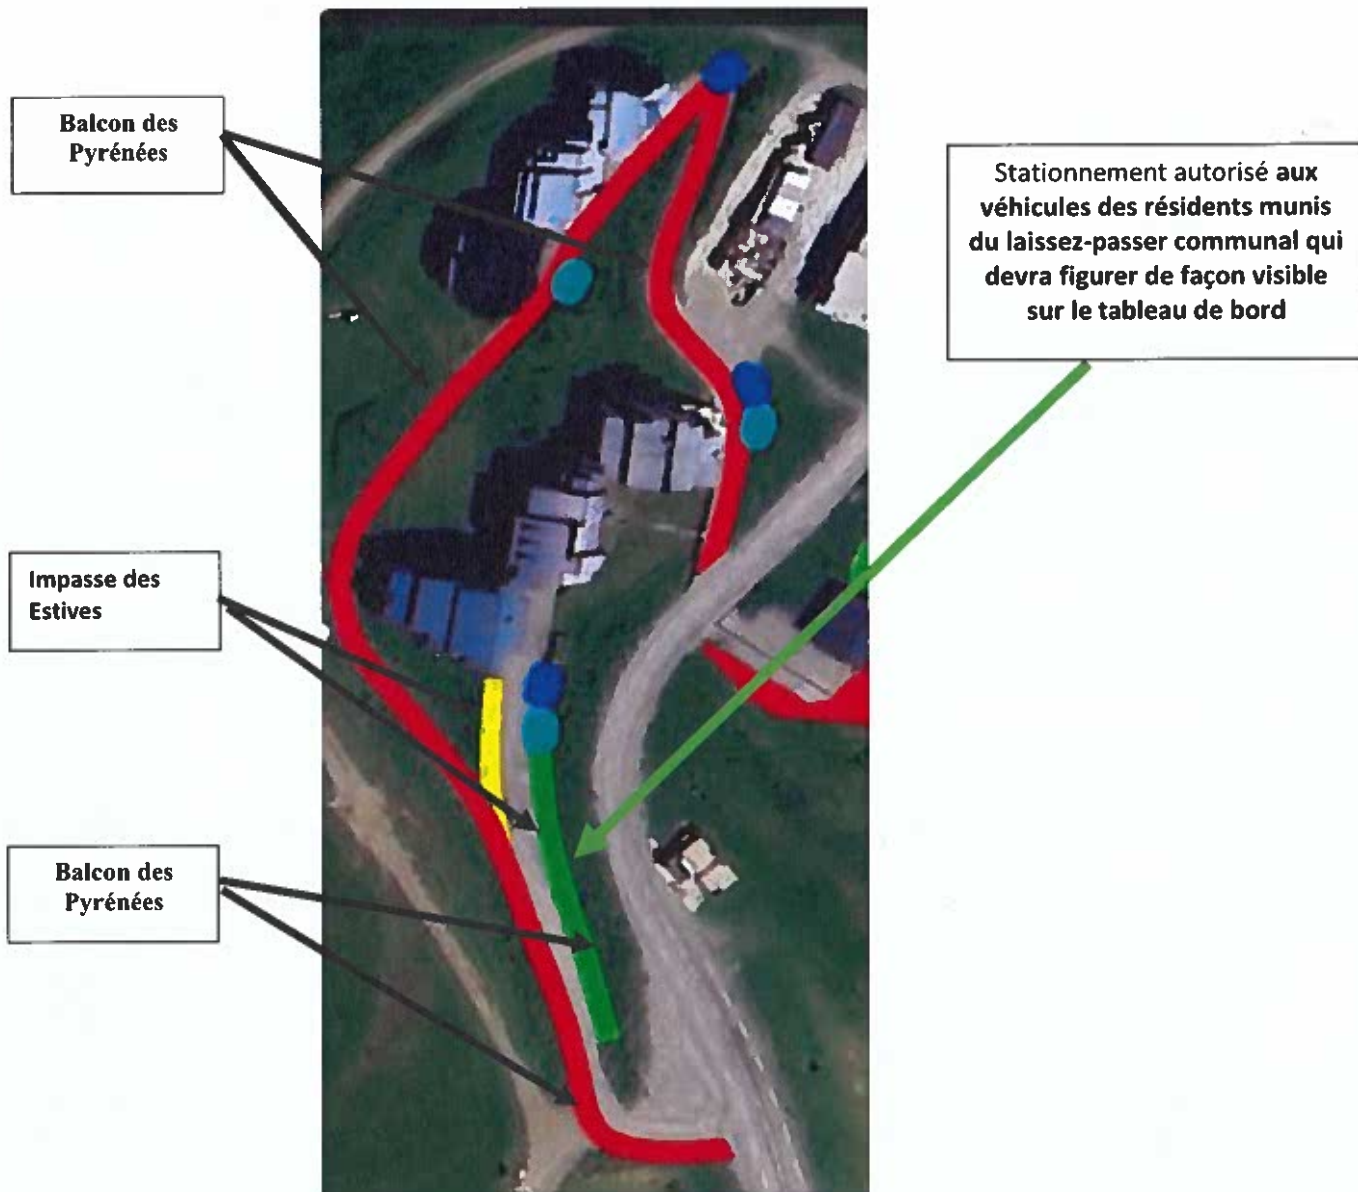 Balcon des
Pyrénées
Stationnement autorisé aux
véhicules des résidents munis
du laissez-passer communal qui
devra figurer de façon visible
sur le tableau de bord
Impasse des
Estives
Balcon des
Pyrénées